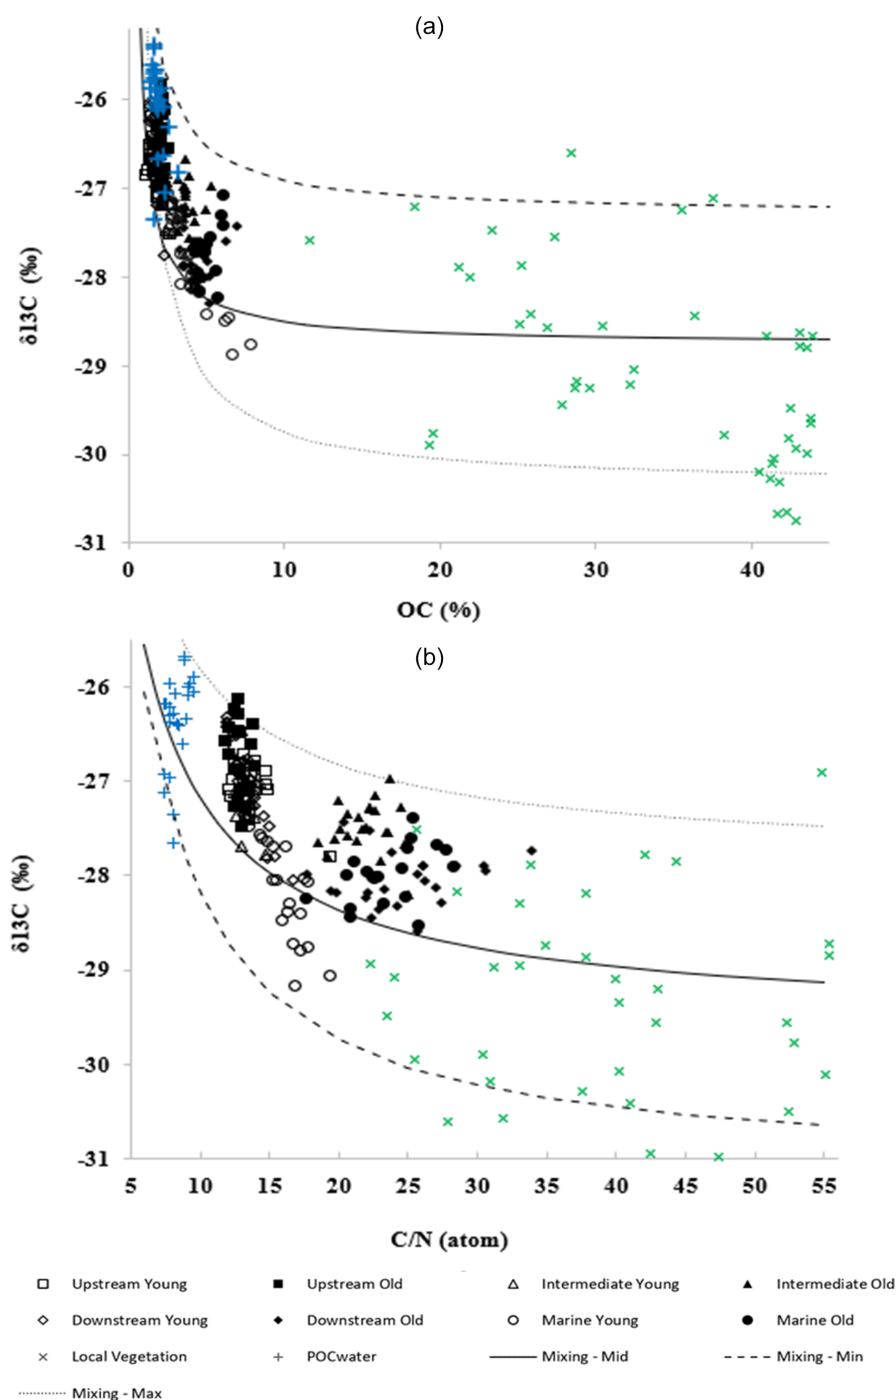 (a)
-26
-27
-28
-29
-30
-31
δ13C (‰)
0 10 20 30 40
OC (%)
(b)
-26
-27
-28
-29
-30
-31
δ13C (‰)
5 10 15 20 25 30 35 40 45 50 55
C/N (atom)
Upstream Young Upstream Old Intermediate Young Intermediate Old
Downstream Young Downstream Old Marine Young Marine Old
Local Vegetation POCwater Mixing - Mid Mixing - Min
Mixing - Max